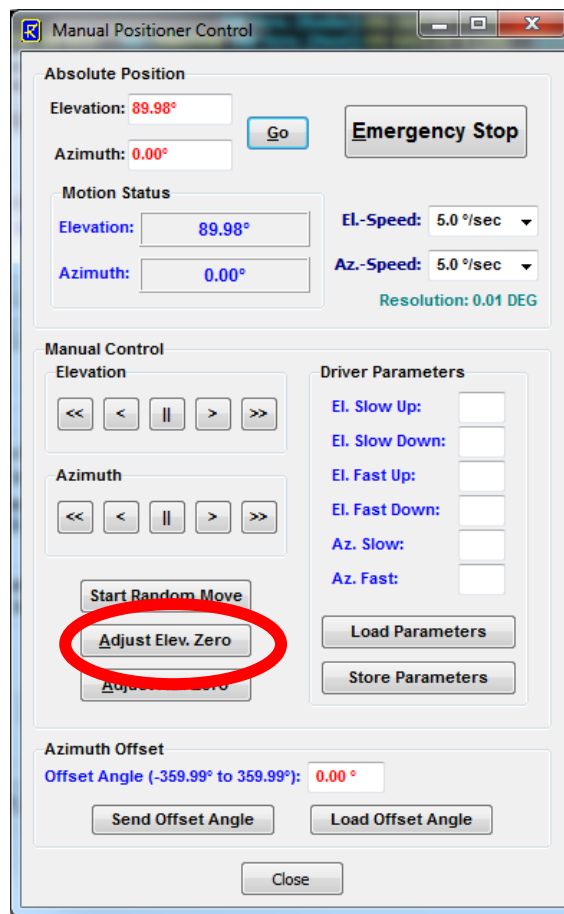 Manual Positioner Control
Absolute Position
Elevation: 89.98°
Go
Emergency Stop
Azimuth: 0.00°
Motion Status
Elevation: 89.98°
El.-Speed: 5.0 °/sec
Azimuth: 0.00°
Az.-Speed: 5.0 °/sec
Resolution: 0.01 DEG
Manual Control
Elevation
<< < || > >>
Azimuth
<< < || > >>
Start Random Move
Adjust Elev. Zero
Driver Parameters
El. Slow Up:
El. Slow Down:
El. Fast Up:
El. Fast Down:
Az. Slow:
Az. Fast:
Load Parameters
Store Parameters
Azimuth Offset
Offset Angle (-359.99° to 359.99°): 0.00 °
Send Offset Angle
Load Offset Angle
Close